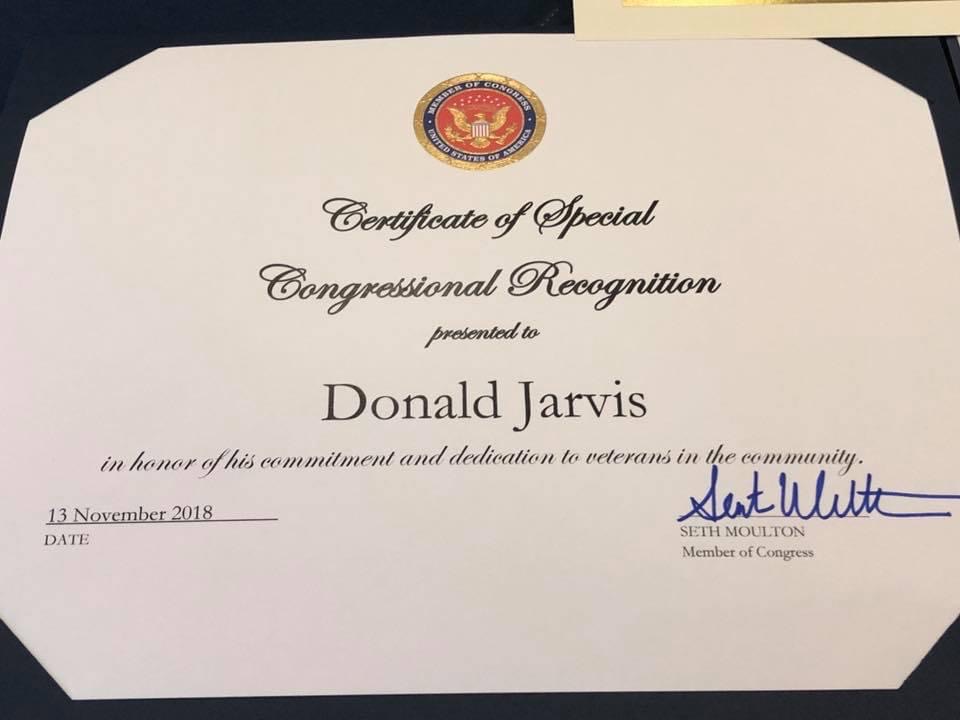 MEMBER OF CONGRESS
UNITED STATES OF AMERICA
Certificate of Special
Congressional Recognition
presented to
Donald Jarvis
in honor of his commitment and dedication to veterans in the community.
13 November 2018
DATE
SETH MOULTON
Member of Congress